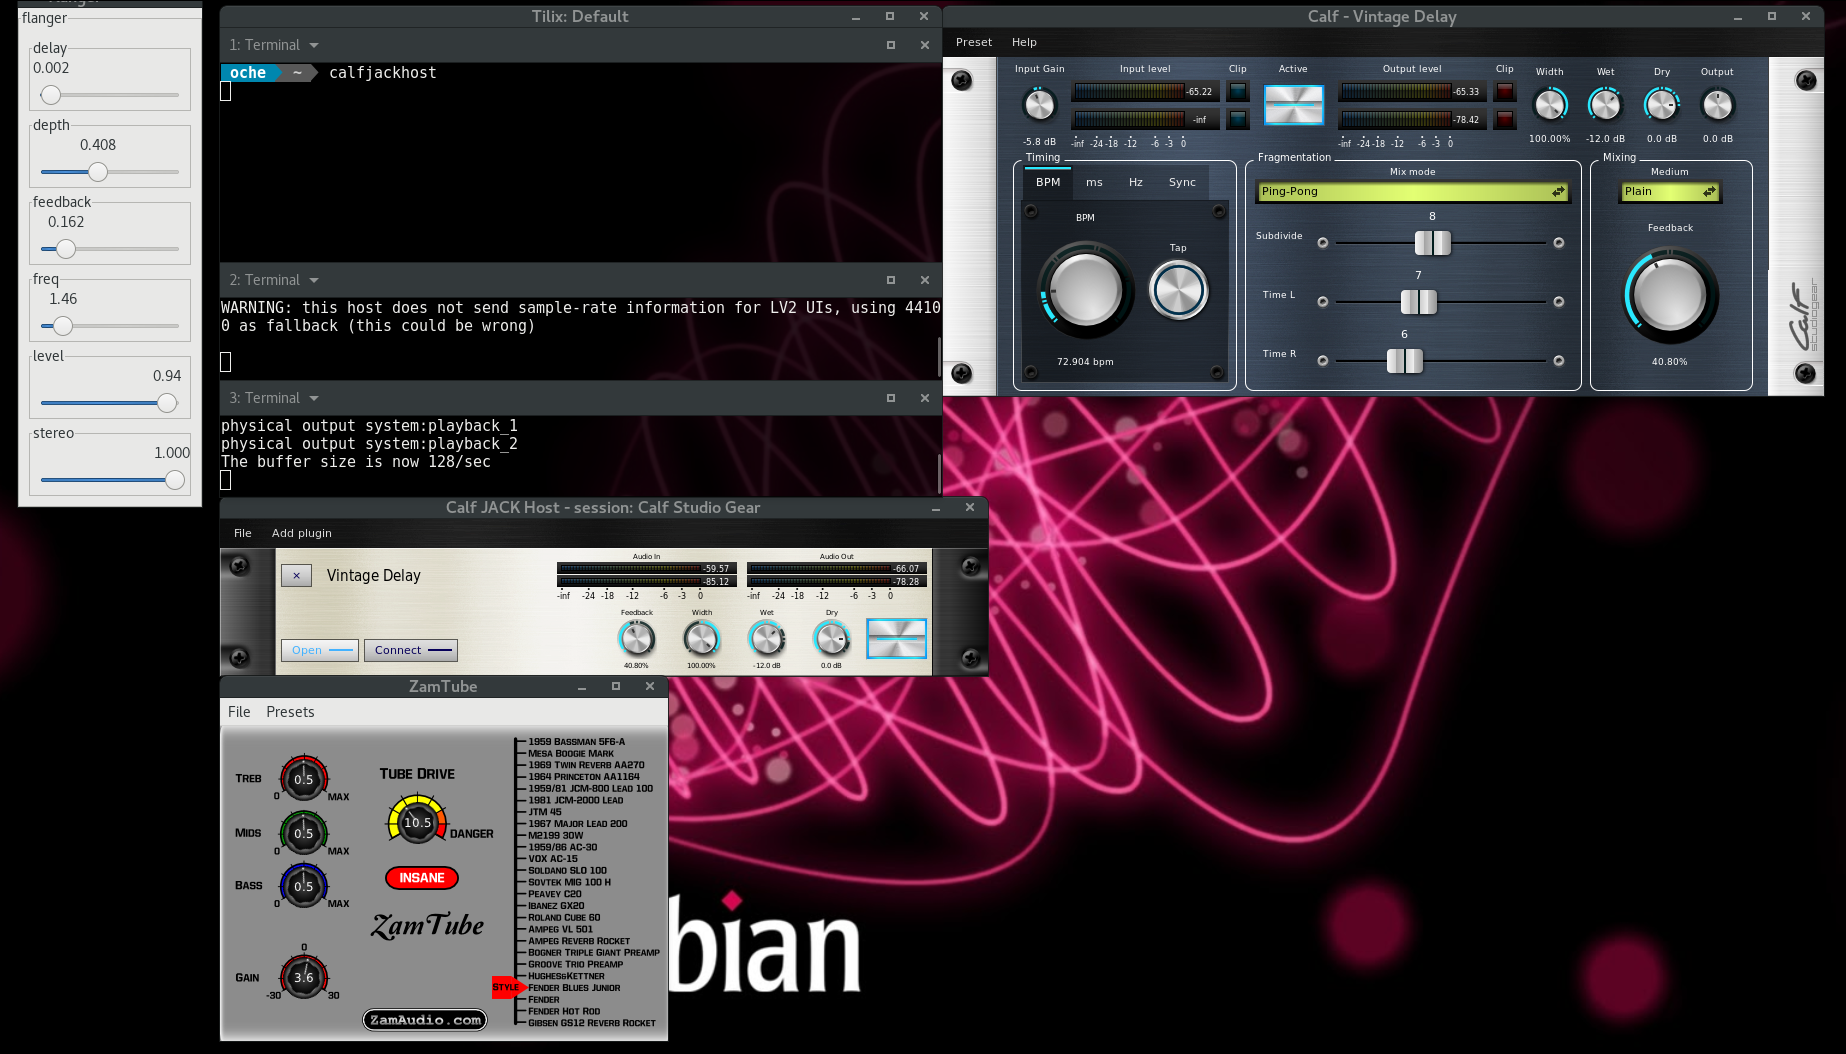 Flanger
flanger
delay
0.002
depth
0.408
feedback
0.162
freq
1.46
level
0.94
stereo
1.000
Tilix: Default
1: Terminal
oche ~ calfjackhost
2: Terminal
WARNING: this host does not send sample-rate information for LV2 UIs, using 4410
0 as fallback (this could be wrong)
3: Terminal
physical output system:playback_1
physical output system:playback_2
The buffer size is now 128/sec
Calf - Vintage Delay
Preset Help
Input Gain
-5.8 dB
Input level
-65.22
-inf
-inf -24 -18 -12 -6 -3 0
Clip
Active
Output level
-65.33
-78.42
-inf -24 -18 -12 -6 -3 0
Clip
Width
100.00%
Wet
-12.0 dB
Dry
0.0 dB
Output
0.0 dB
Timing
BPM ms Hz Sync
BPM
72.904 bpm
Tap
Fragmentation
Mix mode
Ping-Pong
8
Subdivide
7
Time L
6
Time R
Mixing
Medium
Plain
Feedback
40.80%
Calf
studiogear
Calf JACK Host - session: Calf Studio Gear
File Add plugin
× Vintage Delay
Open Connect
Audio In
-59.57
-85.12
-inf -24 -18 -12 -6 -3 0
Audio Out
-66.07
-78.28
-inf -24 -18 -12 -6 -3 0
Feedback
40.80%
Width
100.00%
Wet
-12.0 dB
Dry
0.0 dB
ZamTube
File Presets
TREB
0.5
0 MAX
MIDS
0.5
0 MAX
BASS
0.5
0 MAX
GAIN
0
3.6
-30 30
TUBE DRIVE
10.5
DANGER
INSANE
ZamTube
ZamAudio.com
STYLE
1959 BASSMAN 5F6-A
MESA BOOGIE MARK
1969 TWIN REVERB AA270
1964 PRINCETON AA1164
1959/81 JCM-800 LEAD 100
1981 JCM-2000 LEAD
JTM 45
1967 MAJOR LEAD 200
M2199 30W
1959/86 AC-30
VOX AC-15
SOLDANO SLO 100
SOVTEK MIG 100 H
PEAVEY C20
IBANEZ GX20
ROLAND CUBE 60
AMPEG VL 501
AMPEG REVERB ROCKET
BOGNER TRIPLE GIANT PREAMP
GROOVE TRIO PREAMP
HUGHES&KETTNER
FENDER BLUES JUNIOR
FENDER
FENDER HOT ROD
GIBSEN GS12 REVERB ROCKET
bian